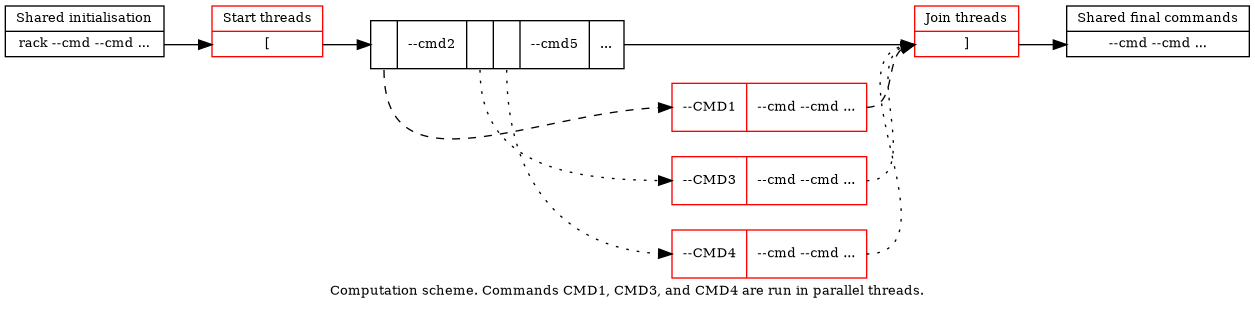 Shared initialisation
rack --cmd --cmd ...
Start threads
[
--cmd2
--cmd5
...
Join threads
]
Shared final commands
--cmd --cmd ...
--CMD1
--cmd --cmd ...
--CMD3
--cmd --cmd ...
--CMD4
--cmd --cmd ...
Computation scheme. Commands CMD1, CMD3, and CMD4 are run in parallel threads.